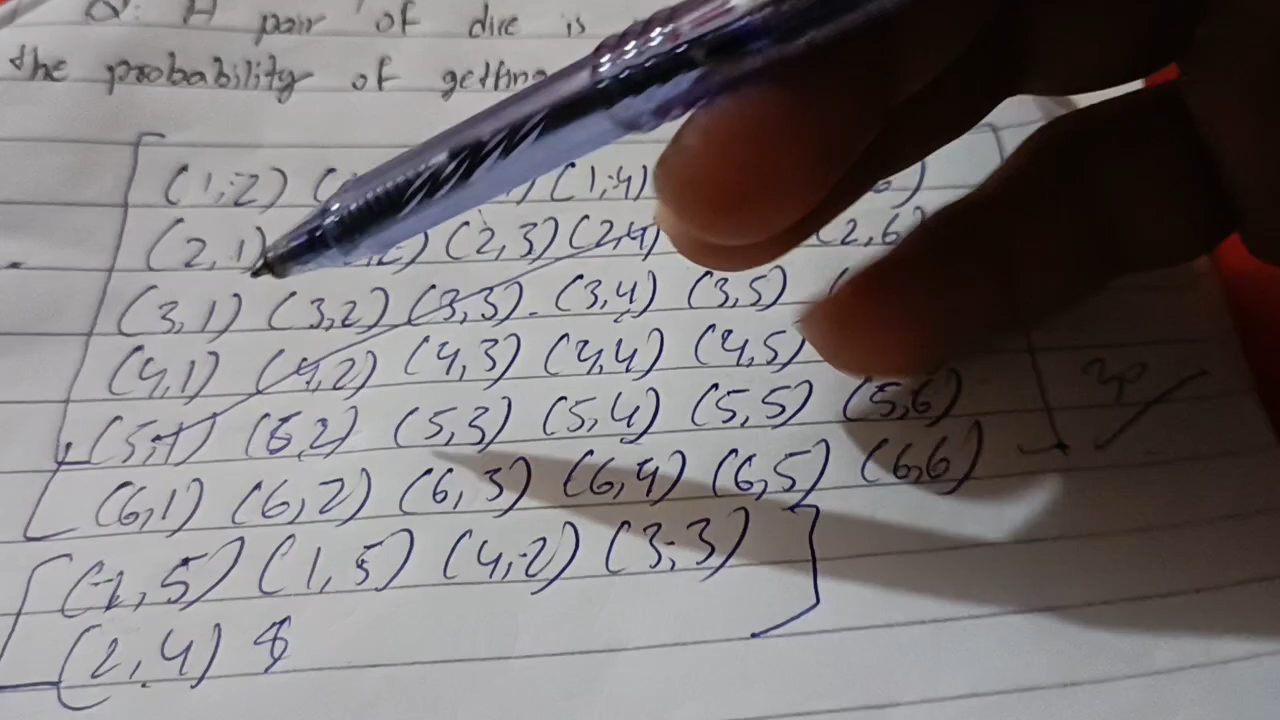 Q: A pair of dice is
the probability of getting
(1,2) (1,4)
(2,1) (2,3) (2,4) (2,6)
(3,1) (3,2) (3,3) (3,4) (3,5)
(4,1) (4,2) (4,3) (4,4) (4,5)
(5,1) (5,2) (5,3) (5,4) (5,5) (5,6)
(6,1) (6,2) (6,3) (6,4) (6,5) (6,6)
(1,5) (1,5) (4,2) (3,3)
(2,4)